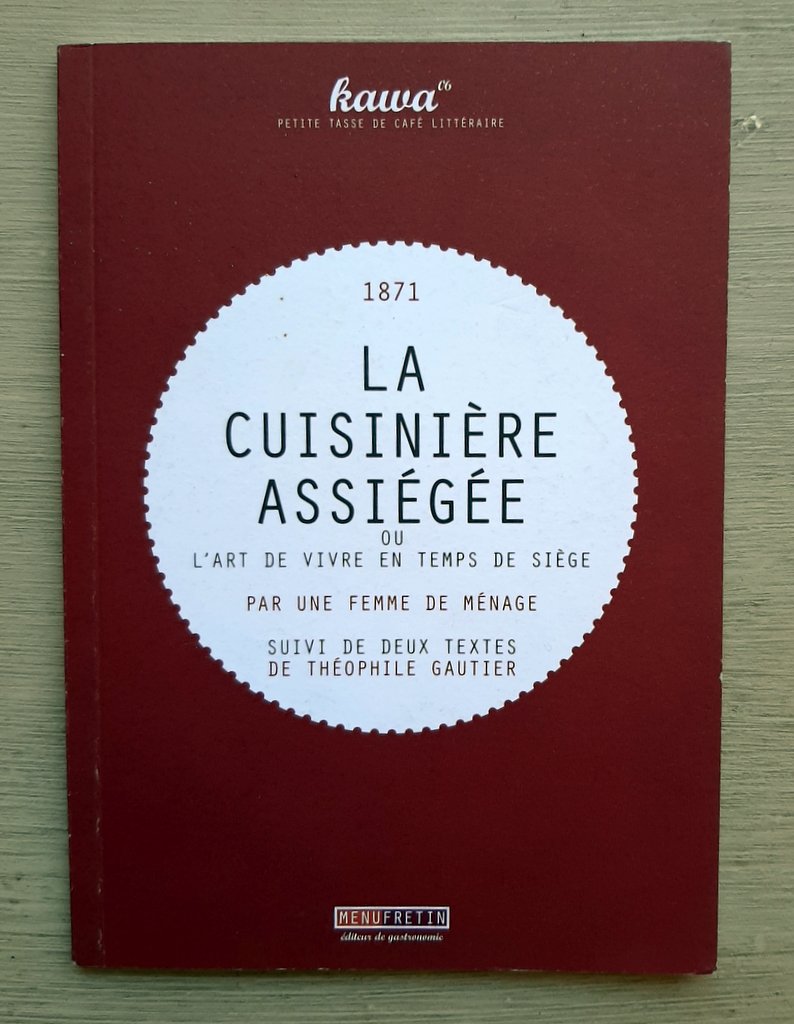 kawa 06
PETITE TASSE DE CAFÉ LITTÉRAIRE
1871
LA
CUISINIÈRE
ASSIÉGÉE
OU
L'ART DE VIVRE EN TEMPS DE SIÈGE
PAR UNE FEMME DE MÉNAGE
SUIVI DE DEUX TEXTES
DE THÉOPHILE GAUTIER
MENUFRETIN
éditeur de gastronomie